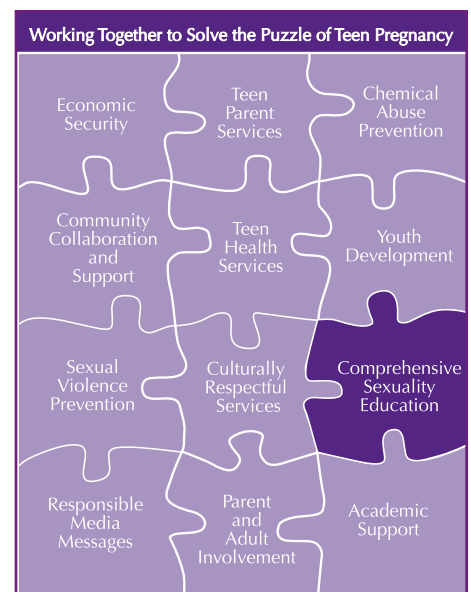 Working Together to Solve the Puzzle of Teen Pregnancy
Economic
Security
Teen
Parent
Services
Chemical
Abuse
Prevention
Community
Collaboration
and
Support
Teen
Health
Services
Youth
Development
Sexual
Violence
Prevention
Culturally
Respectful
Services
Comprehensive
Sexuality
Education
Responsible
Media
Messages
Parent
and
Adult
Involvement
Academic
Support